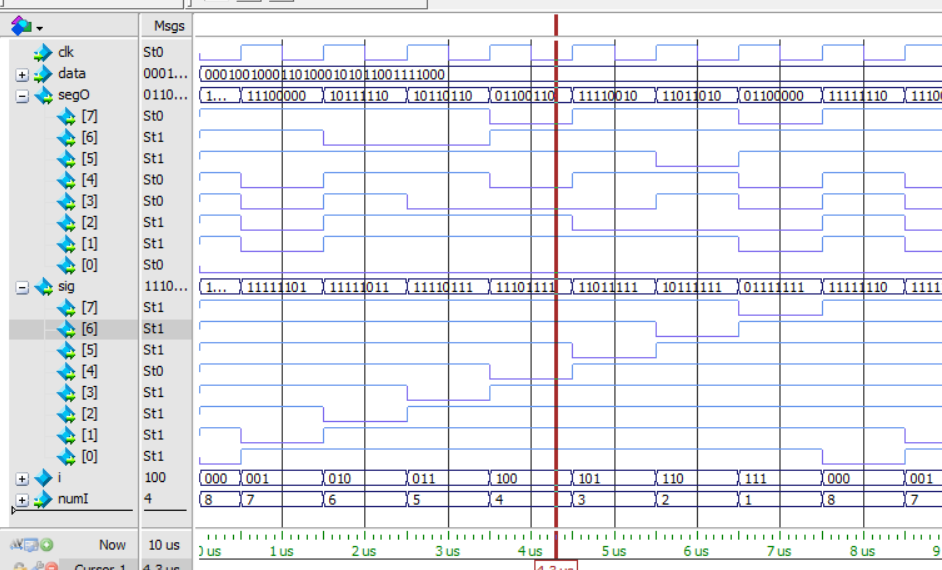 Msgs
clk St0
data 0001... 00010010001101000101011001111000
segO 0110... 1... 11100000 10111110 10110110 01100110 11110010 11011010 01100000 11111110 1110
[7] St0
[6] St1
[5] St1
[4] St0
[3] St0
[2] St1
[1] St1
[0] St0
sig 1110... 1... 11111101 11111011 11110111 11101111 11011111 10111111 01111111 11111110 1111
[7] St1
[6] St1
[5] St1
[4] St0
[3] St1
[2] St1
[1] St1
[0] St1
i 100 000 001 010 011 100 101 110 111 000 001
numI 4 8 7 6 5 4 3 2 1 8 7
Now 10 us 0 us 1 us 2 us 3 us 4 us 5 us 6 us 7 us 8 us 9
Cursor 1 4.3 us 4.3 us